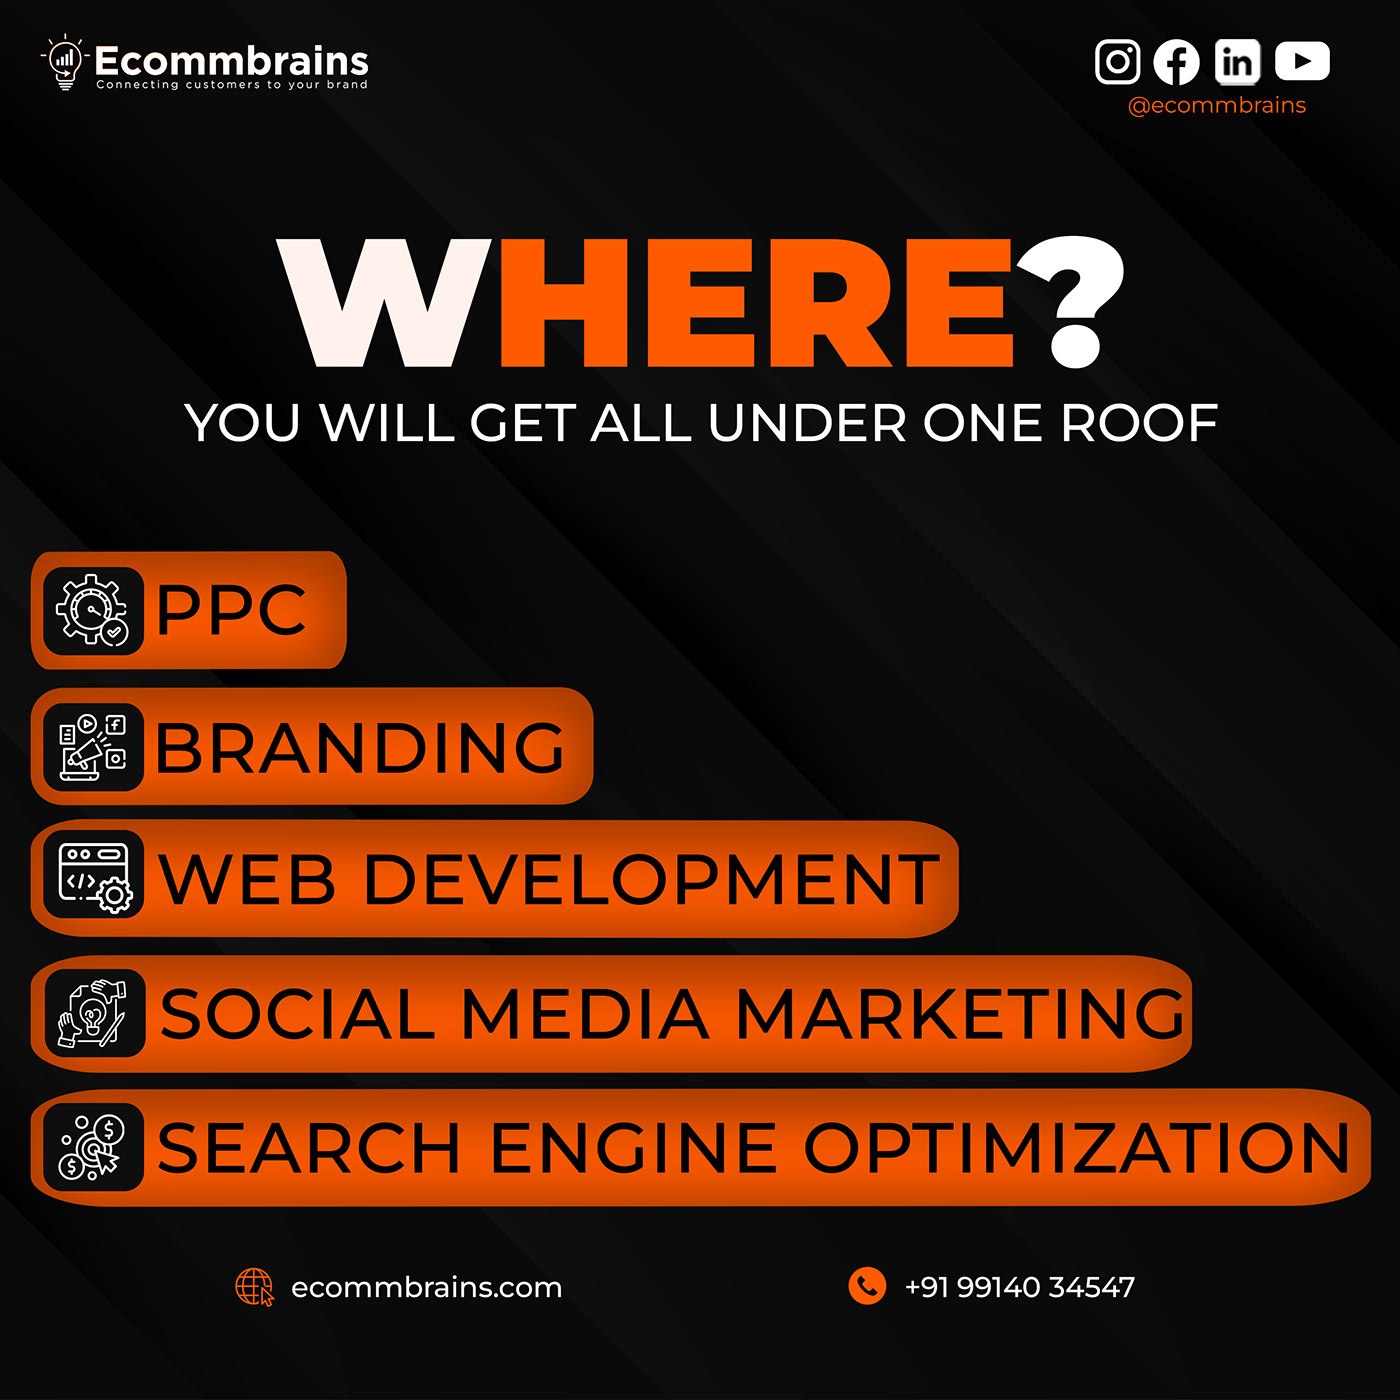 Ecommbrains
Connecting customers to your brand
@ecommbrains
WHERE?
YOU WILL GET ALL UNDER ONE ROOF
PPC
BRANDING
WEB DEVELOPMENT
SOCIAL MEDIA MARKETING
SEARCH ENGINE OPTIMIZATION
ecommbrains.com
+91 99140 34547